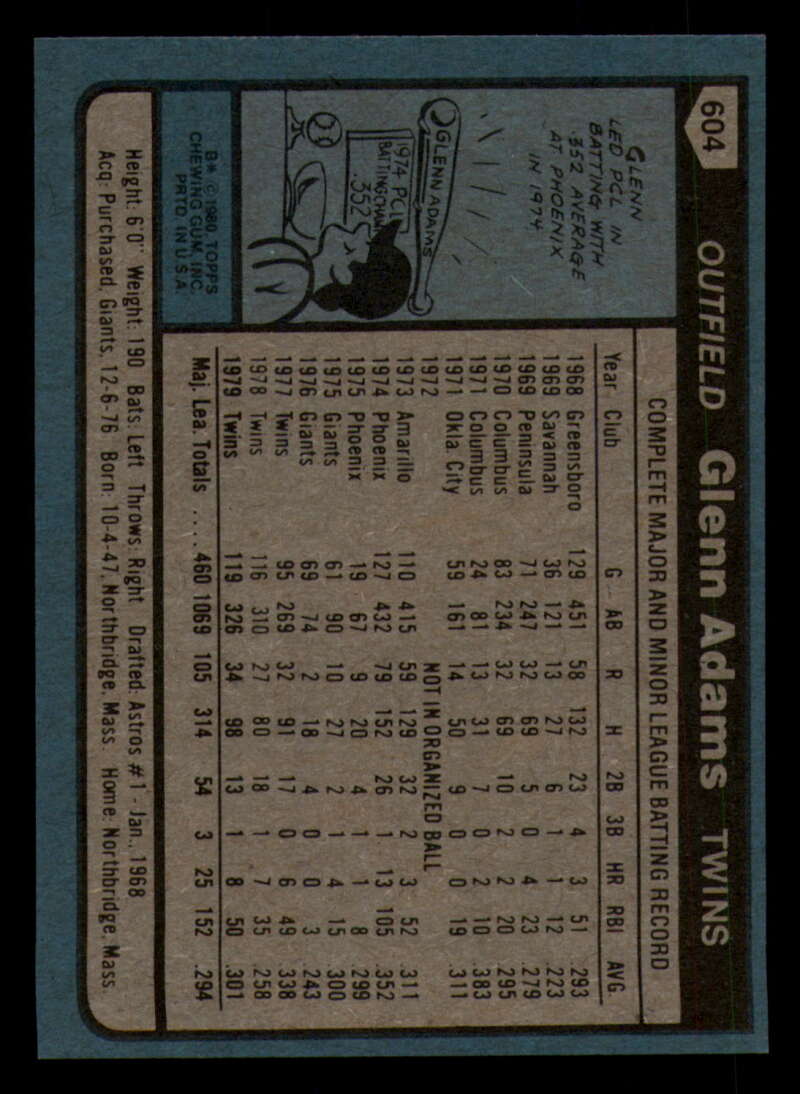 604
OUTFIELD Glenn Adams TWINS
GLENN
LED PCL IN
BATTING WITH
.352 AVERAGE
AT PHOENIX
IN 1974.
GLENN ADAMS
1974 PCL
BATTING CHAMP
.352
COMPLETE MAJOR AND MINOR LEAGUE BATTING RECORD
Year Club G AB R H 2B 3B HR RBI AVG.
1968 Greensboro 129 451 58 132 23 4 3 51 .293
1969 Savannah 36 121 13 27 6 1 1 12 .223
1969 Peninsula 71 247 32 69 5 0 4 23 .279
1970 Columbus 83 234 32 69 10 2 2 20 .295
1971 Columbus 24 81 13 31 7 0 2 10 .383
1971 Okla. City 59 161 14 50 9 0 0 19 .311
1972 NOT IN ORGANIZED BALL
1973 Amarillo 110 415 59 129 32 2 3 52 .311
1974 Phoenix 127 432 79 152 26 1 13 105 .352
1975 Phoenix 19 67 9 20 4 1 1 8 .299
1975 Giants 61 90 10 27 2 1 4 15 .300
1976 Giants 69 74 2 18 4 0 0 3 .243
1977 Twins 95 269 32 91 17 0 6 49 .338
1978 Twins 116 310 27 80 18 1 7 35 .258
1979 Twins 119 326 34 98 13 1 8 50 .301
Maj. Lea. Totals .... 460 1069 105 314 54 3 25 152 .294
B* © 1980 TOPPS
CHEWING GUM, INC.
PRTD. IN U.S.A.
Height: 6'0" Weight: 190 Bats: Left Throws: Right Drafted: Astros #1 - Jan., 1968
Acq: Purchased, Giants, 12-6-76 Born: 10-4-47, Northbridge, Mass. Home: Northbridge, Mass.